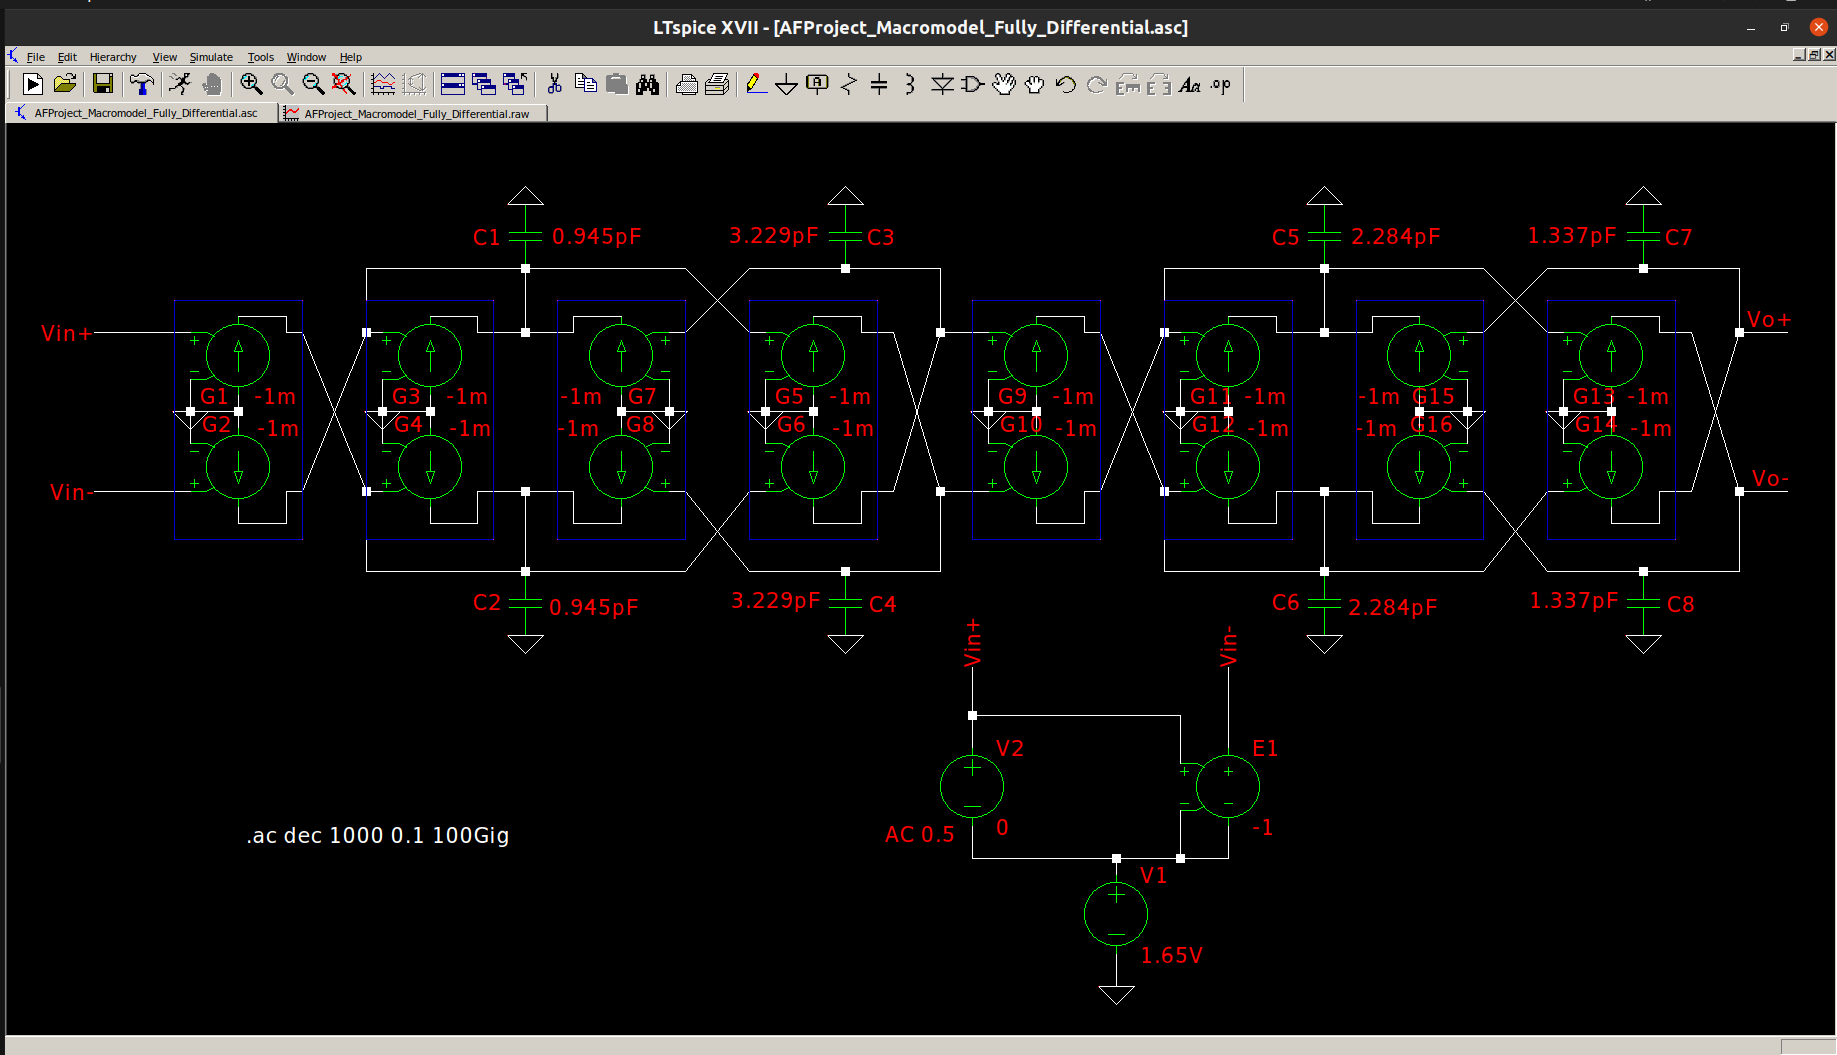 LTspice XVII - [AFProject_Macromodel_Fully_Differential.asc]
File Edit Hierarchy View Simulate Tools Window Help
AFProject_Macromodel_Fully_Differential.asc AFProject_Macromodel_Fully_Differential.raw
C1 0.945pF 3.229pF C3 C5 2.284pF 1.337pF C7
Vin+ Vo+
G1 -1m G3 -1m -1m G7 G5 -1m G9 -1m G11 -1m -1m G15 G13 -1m
G2 -1m G4 -1m -1m G8 G6 -1m G10 -1m G12 -1m -1m G16 G14 -1m
Vin- Vo-
C2 0.945pF 3.229pF C4 C6 2.284pF 1.337pF C8
Vin+ Vin-
V2 E1
AC 0.5 0 -1
.ac dec 1000 0.1 100Gig
V1
1.65V